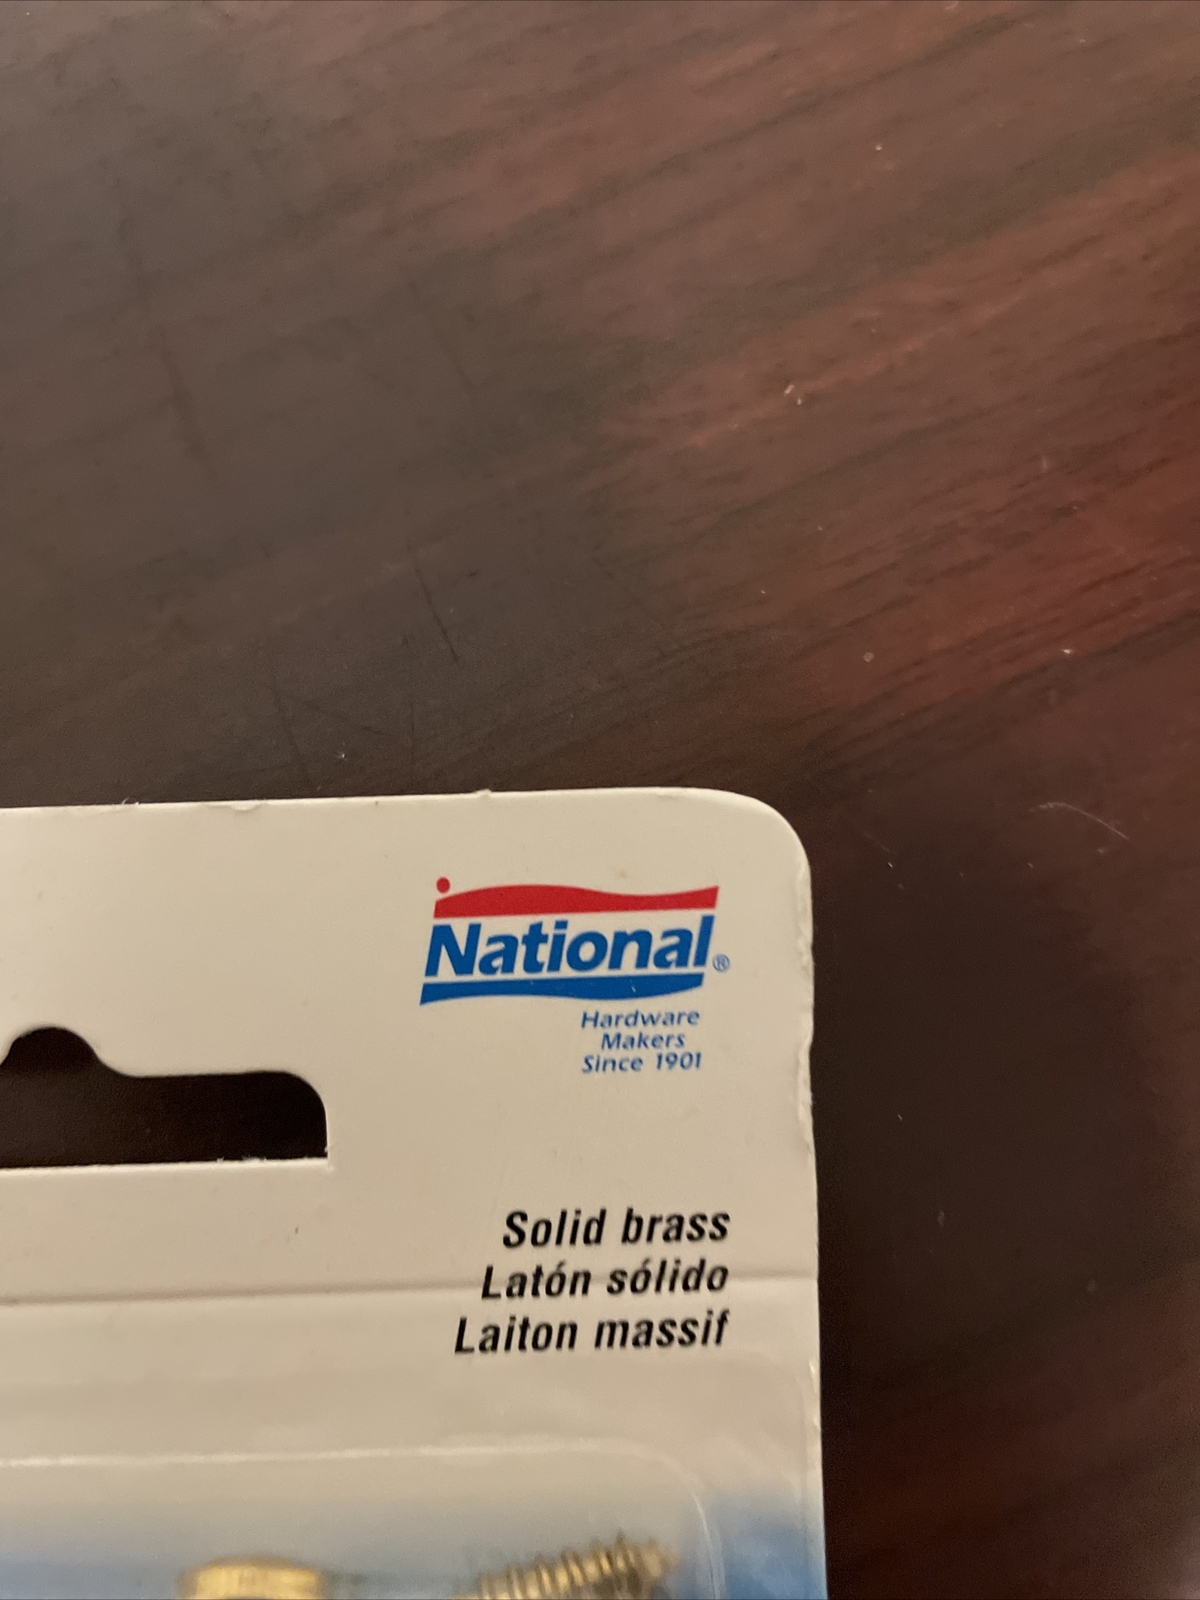 National®
Hardware
Makers
Since 1901
Solid brass
Latón sólido
Laiton massif